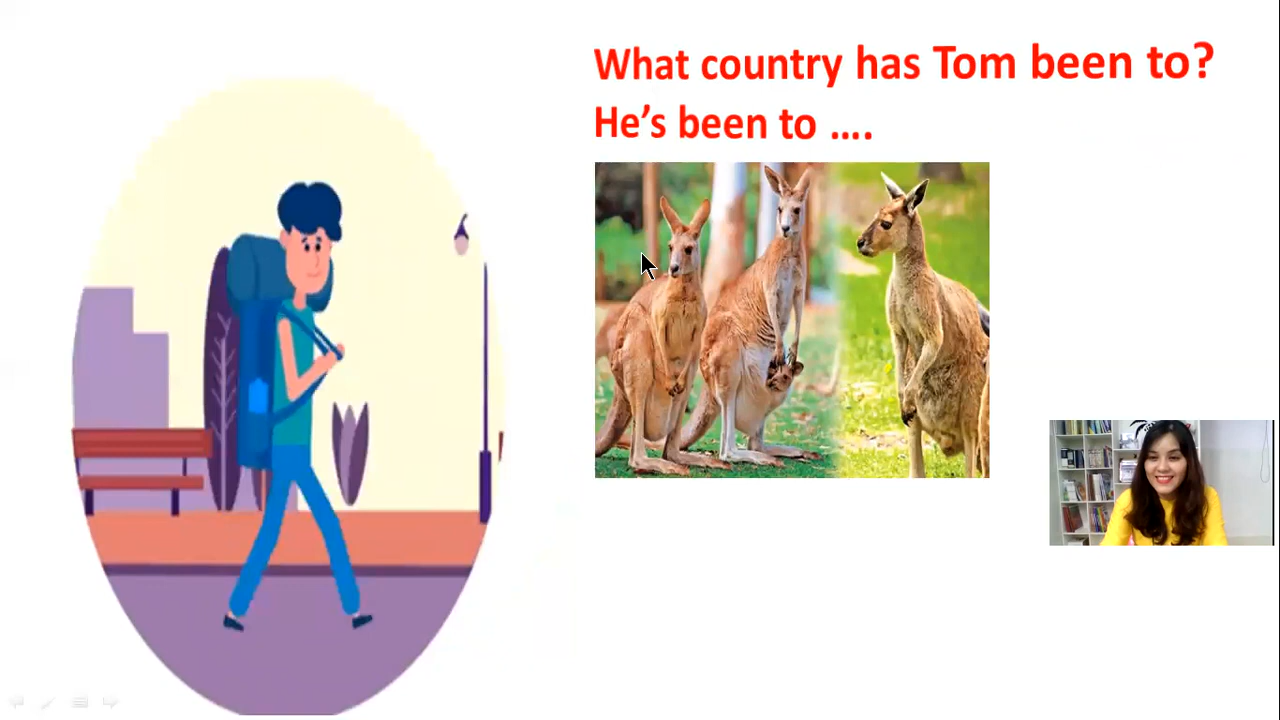 What country has Tom been to?
He’s been to ....